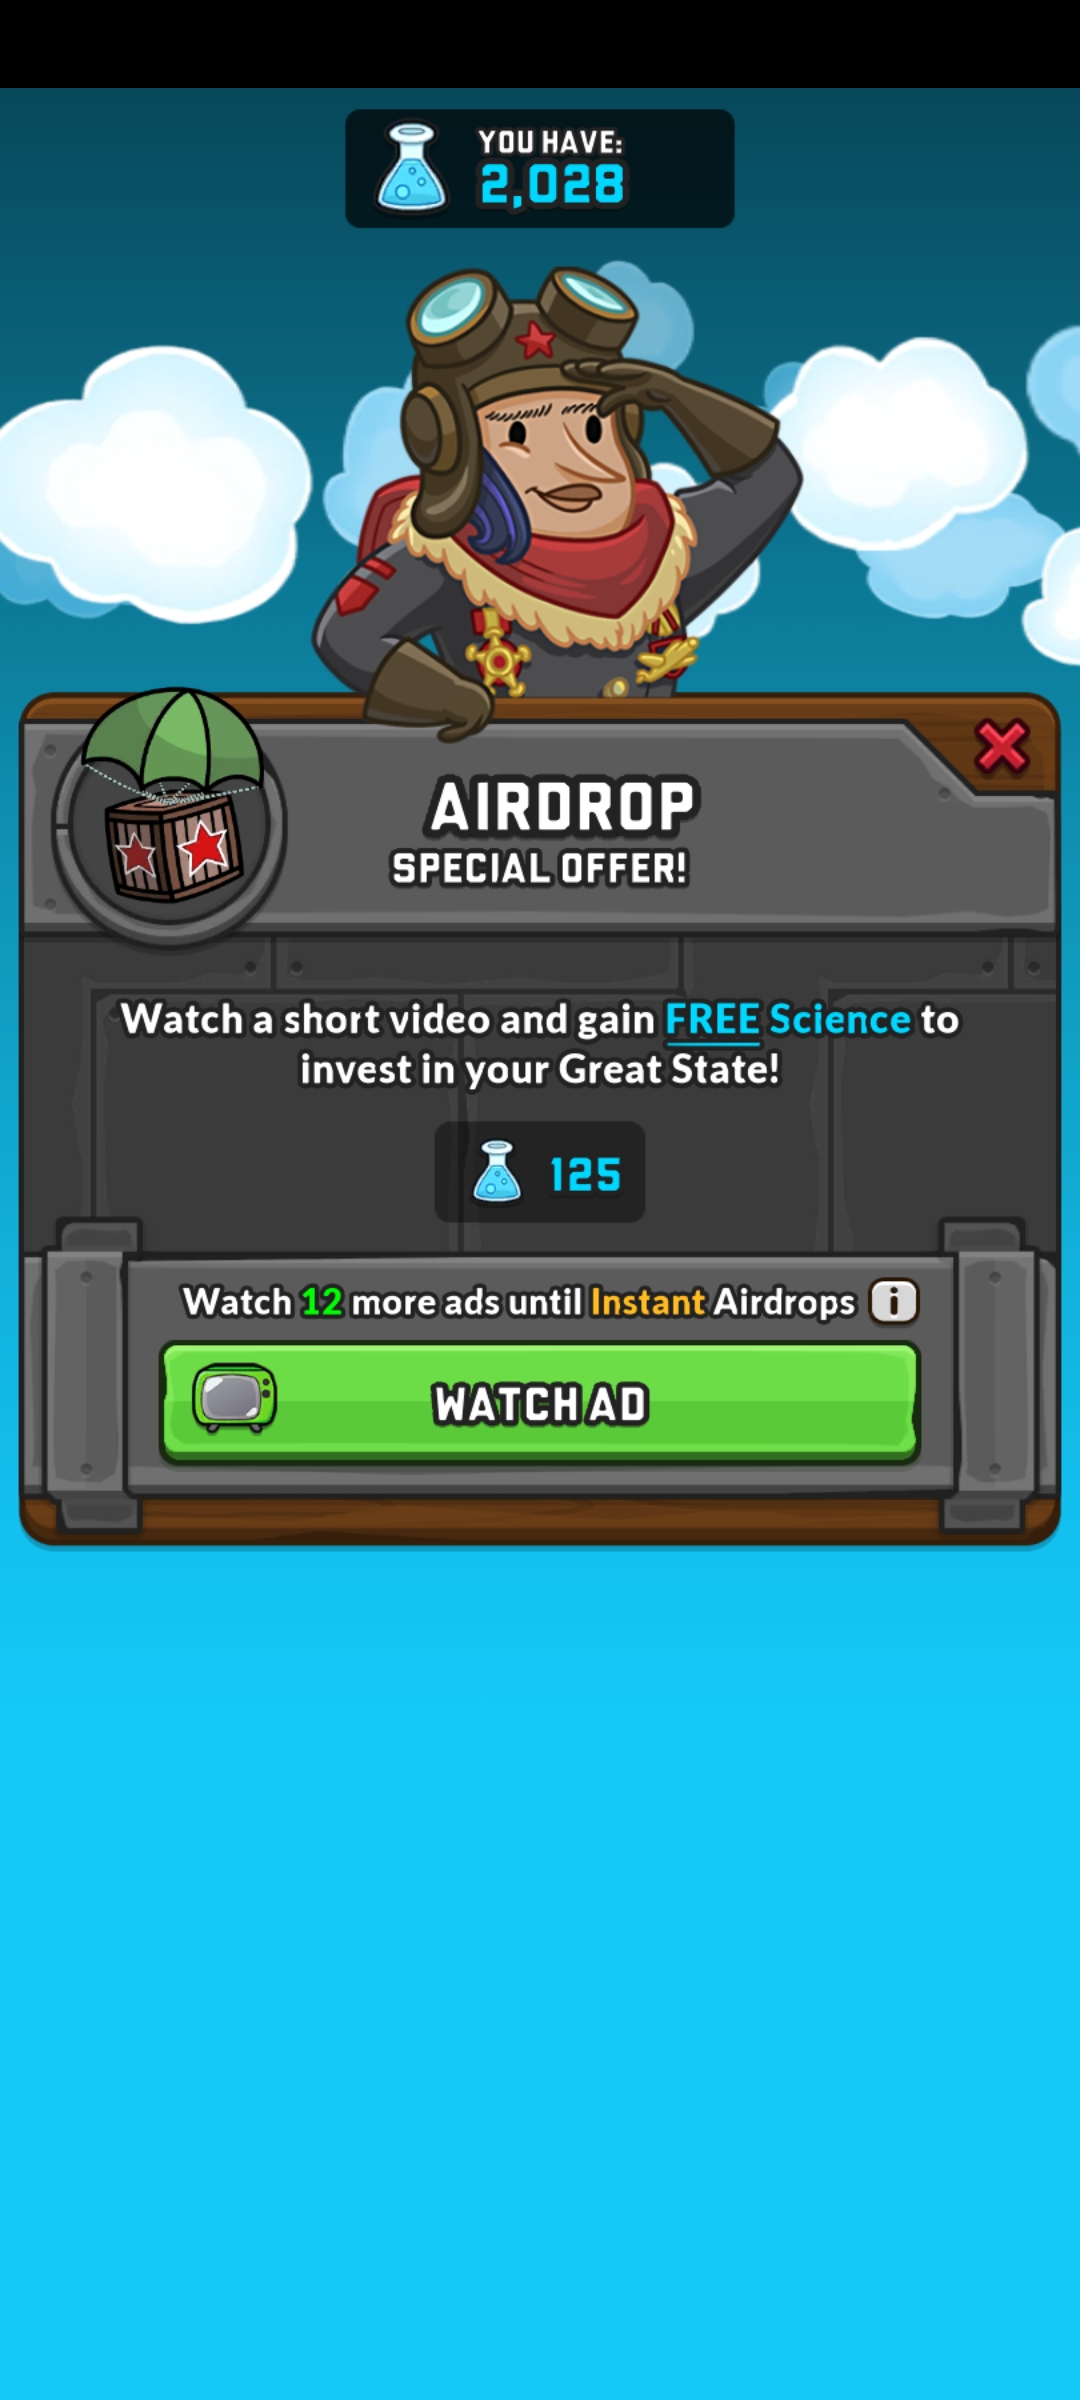 YOU HAVE:
2,028
AIRDROP
SPECIAL OFFER!
Watch a short video and gain FREE Science to
invest in your Great State!
125
Watch 12 more ads until Instant Airdrops i
WATCH AD